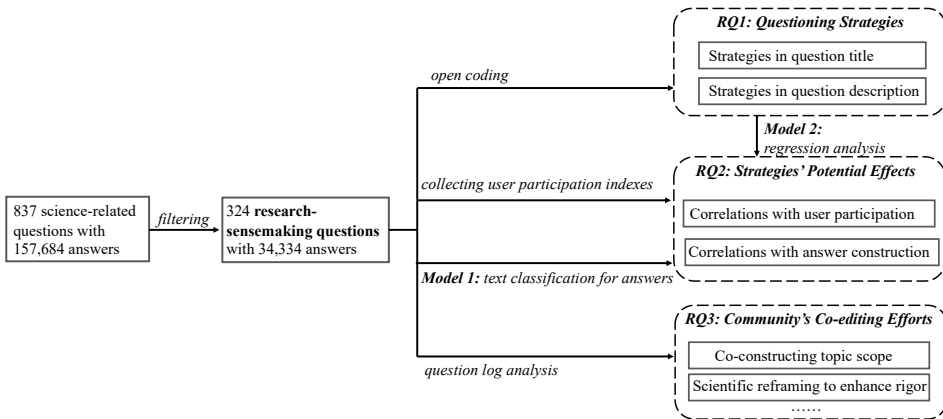 837 science-related
questions with
157,684 answers
filtering
324 research-
sensemaking questions
with 34,334 answers
open coding
collecting user participation indexes
Model 1: text classification for answers
question log analysis
RQ1: Questioning Strategies
Strategies in question title
Strategies in question description
Model 2:
regression analysis
RQ2: Strategies’ Potential Effects
Correlations with user participation
Correlations with answer construction
RQ3: Community's Co-editing Efforts
Co-constructing topic scope
Scientific reframing to enhance rigor
……